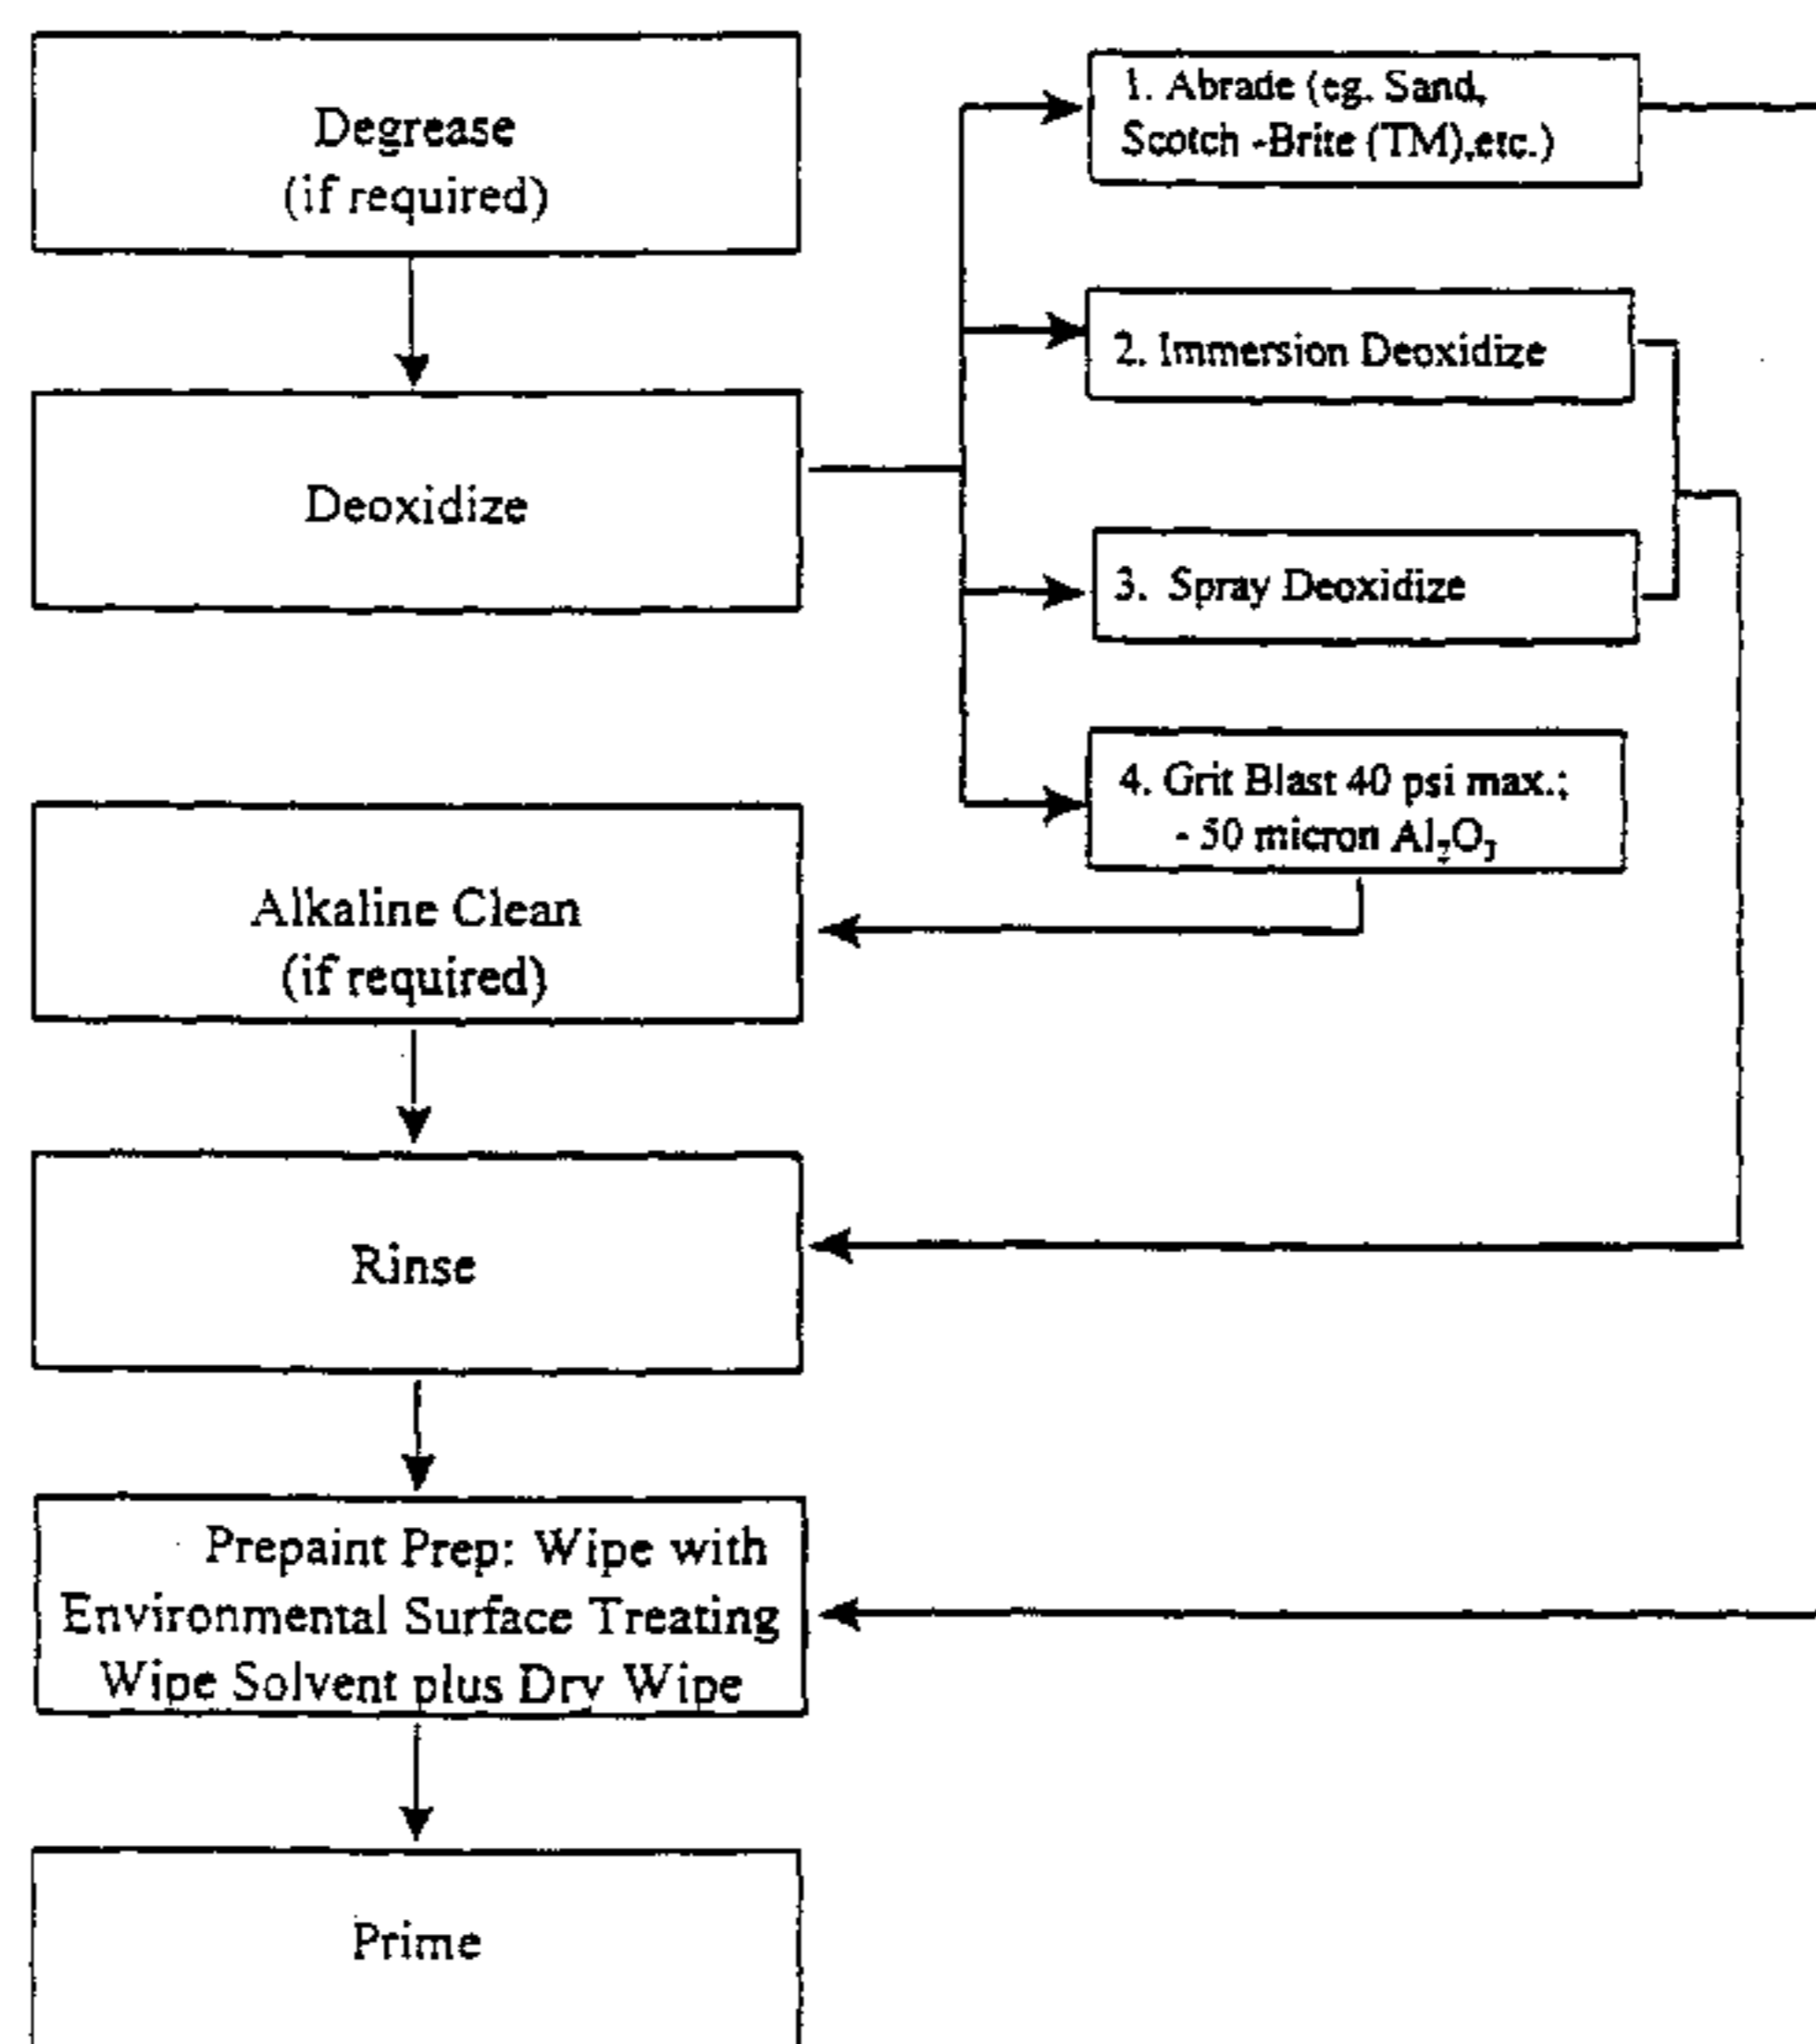 Degrease
(if required)
Deoxidize
1. Abrade (eg. Sand,
Scotch -Brite (TM),etc.)
2. Immersion Deoxidize
3. Spray Deoxidize
4. Grit Blast 40 psi max.;
- 50 micron Al₂O₃
Alkaline Clean
(if required)
Rinse
Prepaint Prep: Wipe with
Environmental Surface Treating
Wipe Solvent plus Dry Wipe
Prime